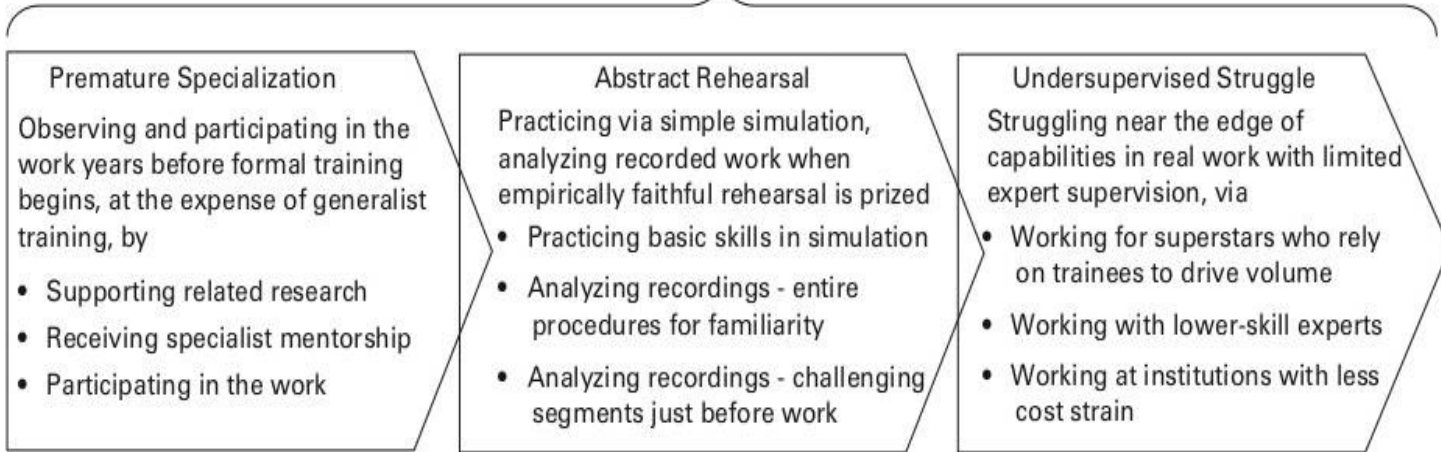 Premature Specialization
Observing and participating in the
work years before formal training
begins, at the expense of generalist
training, by
• Supporting related research
• Receiving specialist mentorship
• Participating in the work
Abstract Rehearsal
Practicing via simple simulation,
analyzing recorded work when
empirically faithful rehearsal is prized
• Practicing basic skills in simulation
• Analyzing recordings - entire
procedures for familiarity
• Analyzing recordings - challenging
segments just before work
Undersupervised Struggle
Struggling near the edge of
capabilities in real work with limited
expert supervision, via
• Working for superstars who rely
on trainees to drive volume
• Working with lower-skill experts
• Working at institutions with less
cost strain